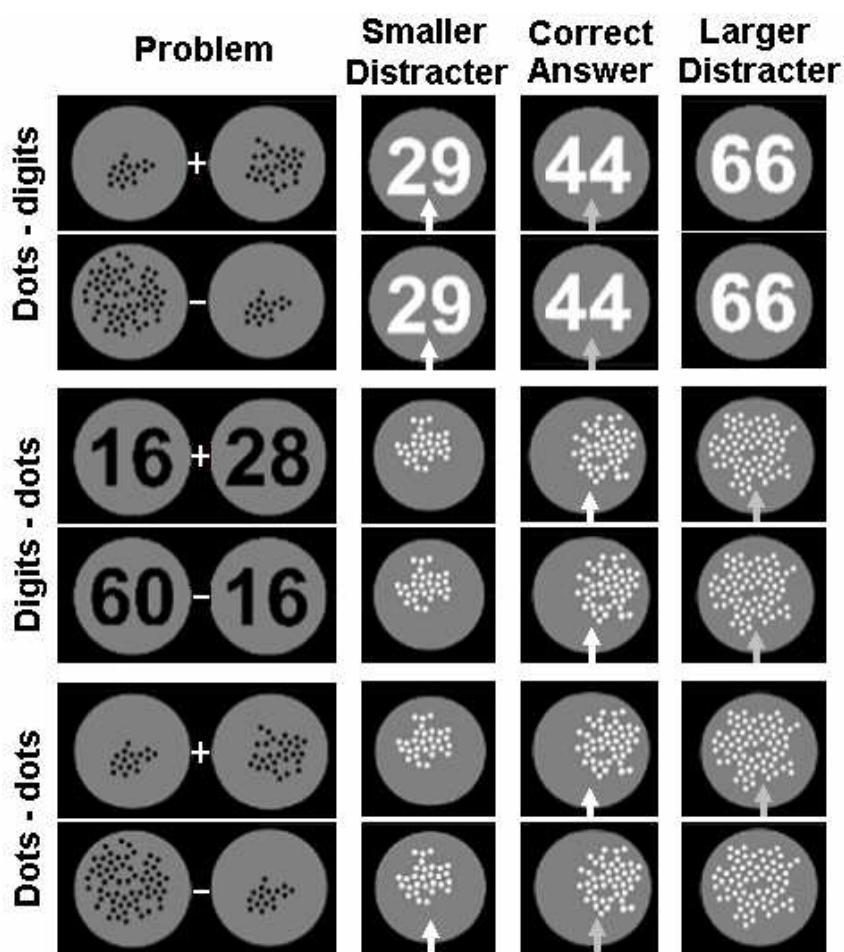 Problem
Smaller Distracter
Correct Answer
Larger Distracter
Dots - digits
+
29
44
66
–
29
44
66
Digits - dots
16 + 28
60 – 16
Dots - dots
+
–